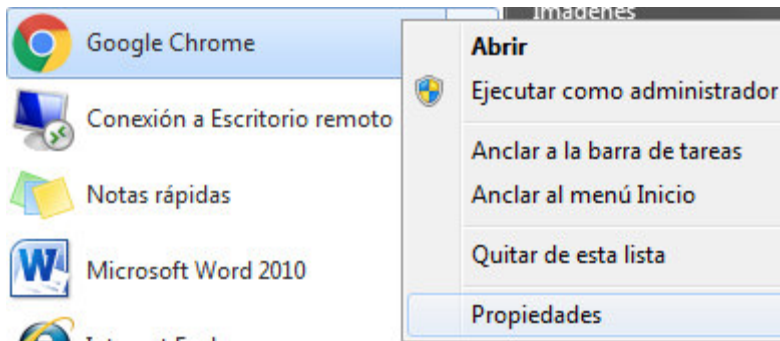 Imágenes
Google Chrome
Abrir
Ejecutar como administrador
Conexión a Escritorio remoto
Anclar a la barra de tareas
Notas rápidas
Anclar al menú Inicio
Quitar de esta lista
Microsoft Word 2010
Propiedades